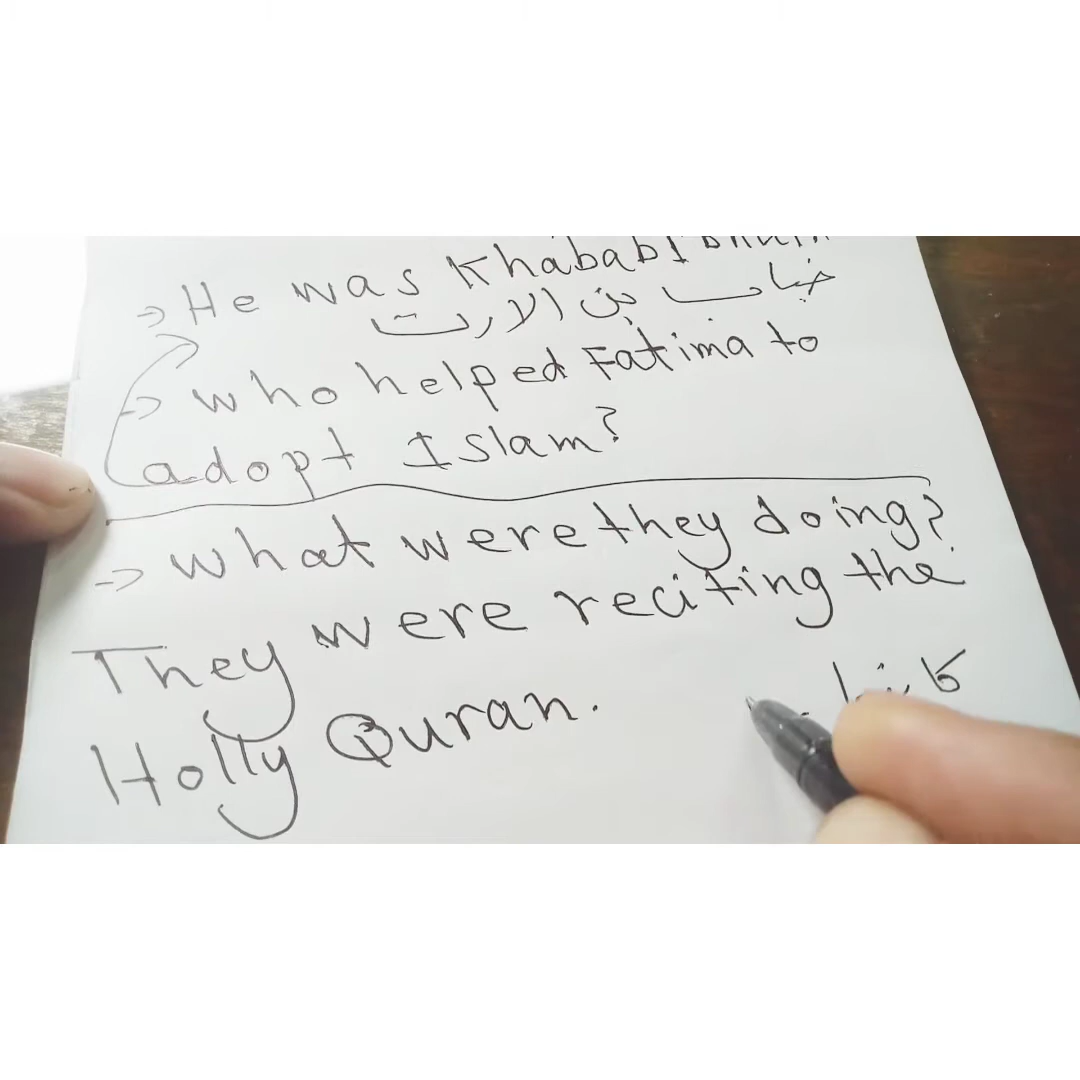 → He was Khabab
خباب بن الارت
→ who helped Fatima to
adopt Islam?
→ what were they doing?
They were reciting the
Holly Quran.